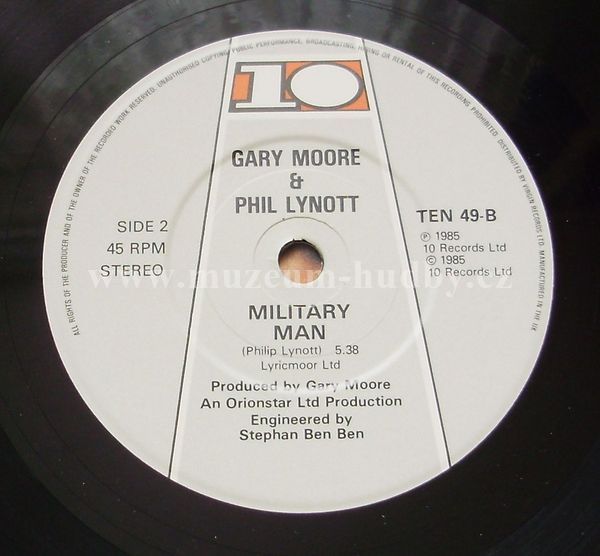 ALL RIGHTS OF THE PRODUCER AND OF THE OWNER OF THE RECORDED WORK RESERVED. UNAUTHORISED COPYING, PUBLIC PERFORMANCE, BROADCASTING, HIRING OR RENTAL OF THIS RECORDING PROHIBITED. DISTRIBUTED BY VIRGIN RECORDS LTD. MANUFACTURED IN THE UK
10
GARY MOORE
&
PHIL LYNOTT
SIDE 2
45 RPM
STEREO
TEN 49-B
℗ 1985
10 Records Ltd
© 1985
10 Records Ltd
www.muzeum-hudby.cz
MILITARY
MAN
(Philip Lynott) 5.38
Lyricmoor Ltd
Produced by Gary Moore
An Orionstar Ltd Production
Engineered by
Stephan Ben Ben